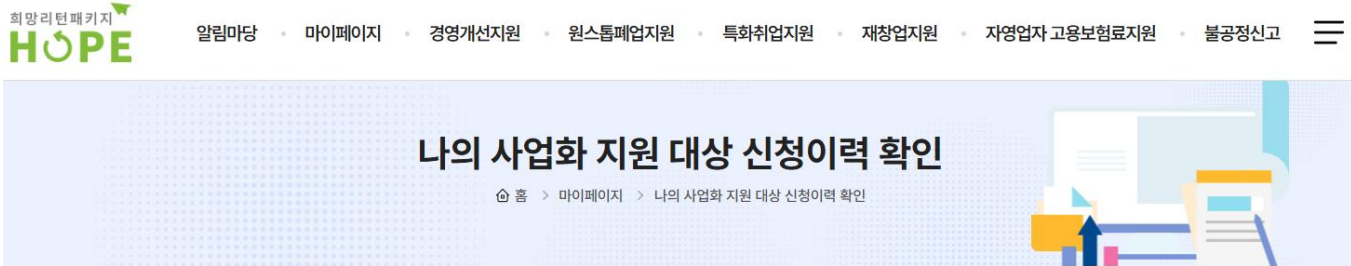 희망리턴패키지
HOPE
알림마당 마이페이지 경영개선지원 원스톱폐업지원 특화취업지원 재창업지원 자영업자 고용보험료지원 불공정신고
나의 사업화 지원 대상 신청이력 확인
홈 > 마이페이지 > 나의 사업화 지원 대상 신청이력 확인